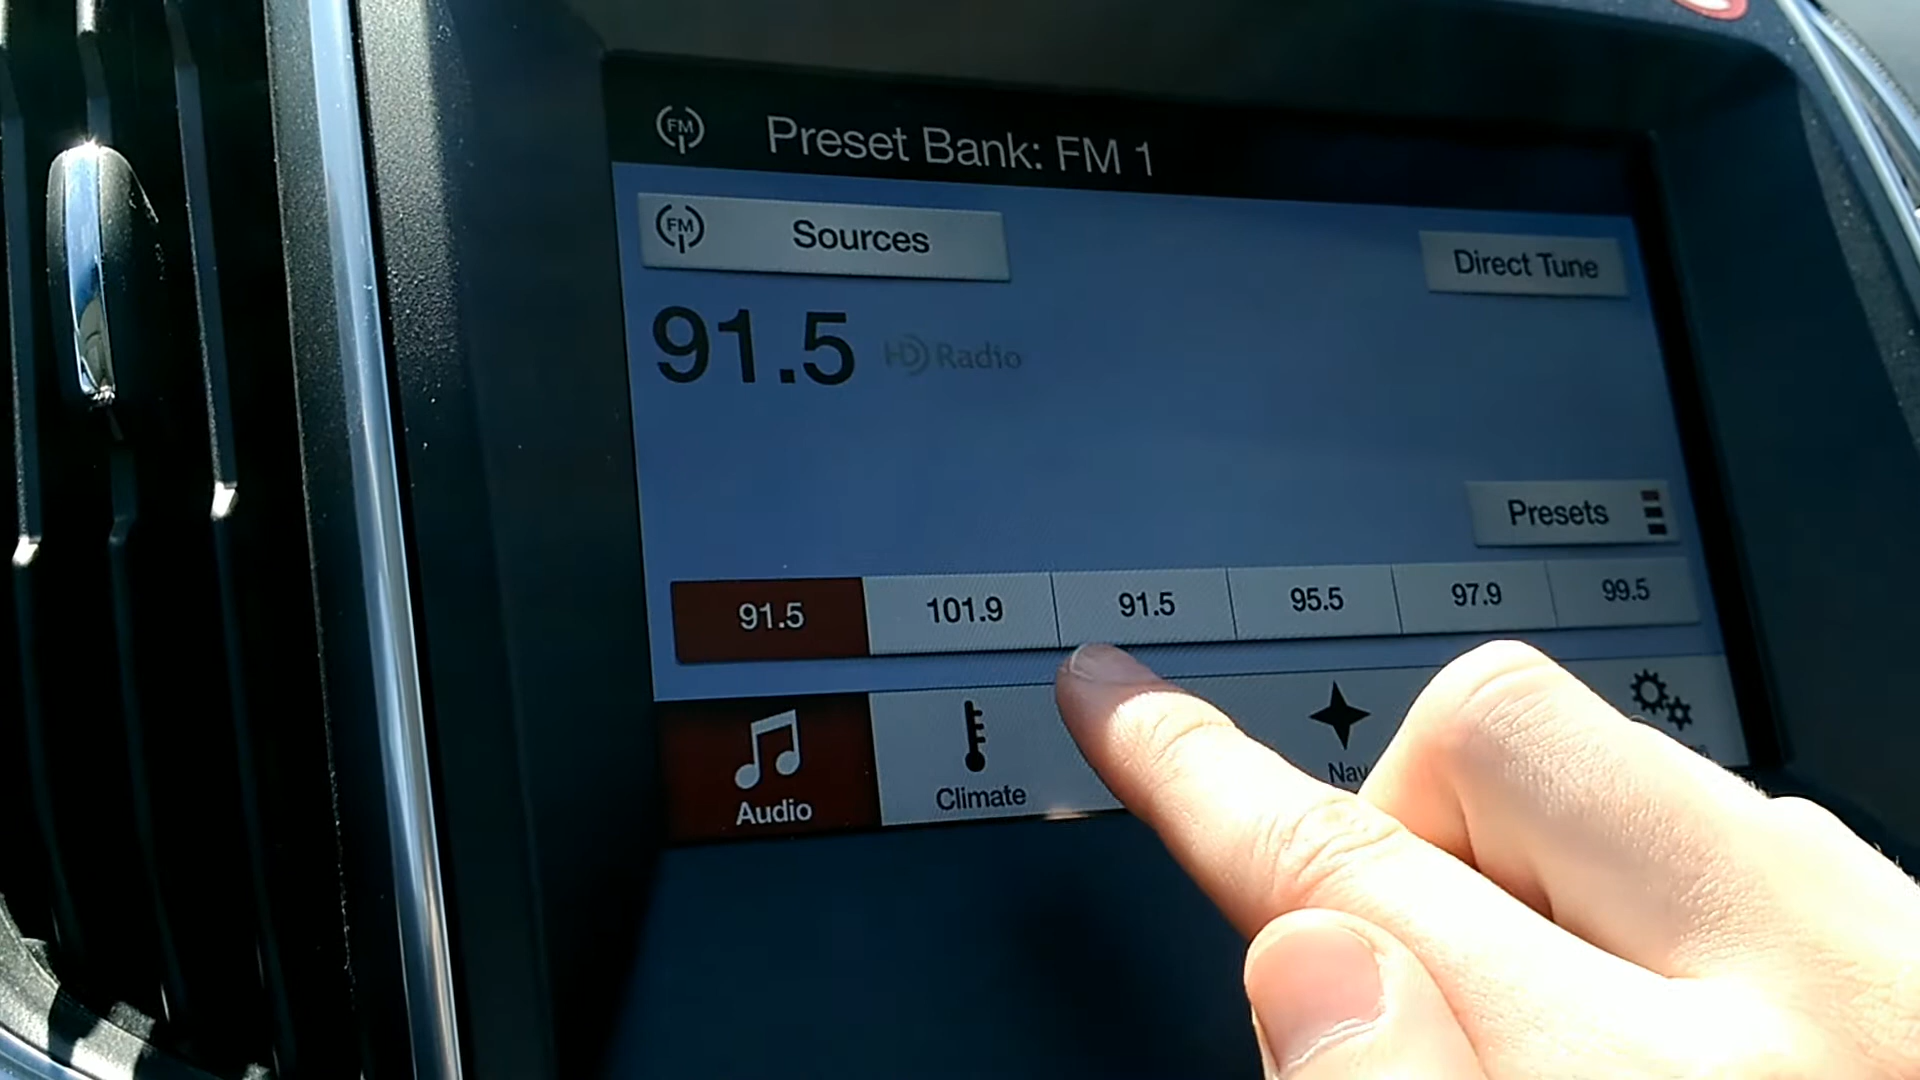 FM Preset Bank: FM 1
FM Sources
Direct Tune
91.5 HD Radio
Presets
91.5 101.9 91.5 95.5 97.9 99.5
Audio Climate Nav